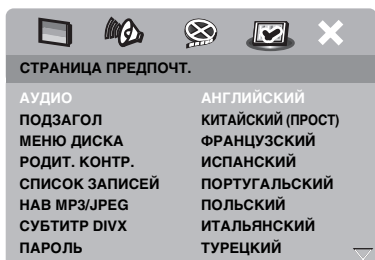 СТРАНИЦА ПРЕДПОЧТ.
АУДИО АНГЛИЙСКИЙ
ПОДЗАГОЛ КИТАЙСКИЙ (ПРОСТ)
МЕНЮ ДИСКА ФРАНЦУЗСКИЙ
РОДИТ. КОНТР. ИСПАНСКИЙ
СПИСОК ЗАПИСЕЙ ПОРТУГАЛЬСКИЙ
НАВ MP3/JPEG ПОЛЬСКИЙ
СУБТИТР DIVX ИТАЛЬЯНСКИЙ
ПАРОЛЬ ТУРЕЦКИЙ